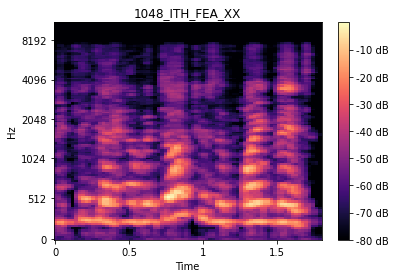 1048_ITH_FEA_XX
8192
4096
2048
1024
512
0
Hz
0
0.5
1
1.5
Time
-10 dB
-20 dB
-30 dB
-40 dB
-50 dB
-60 dB
-70 dB
-80 dB